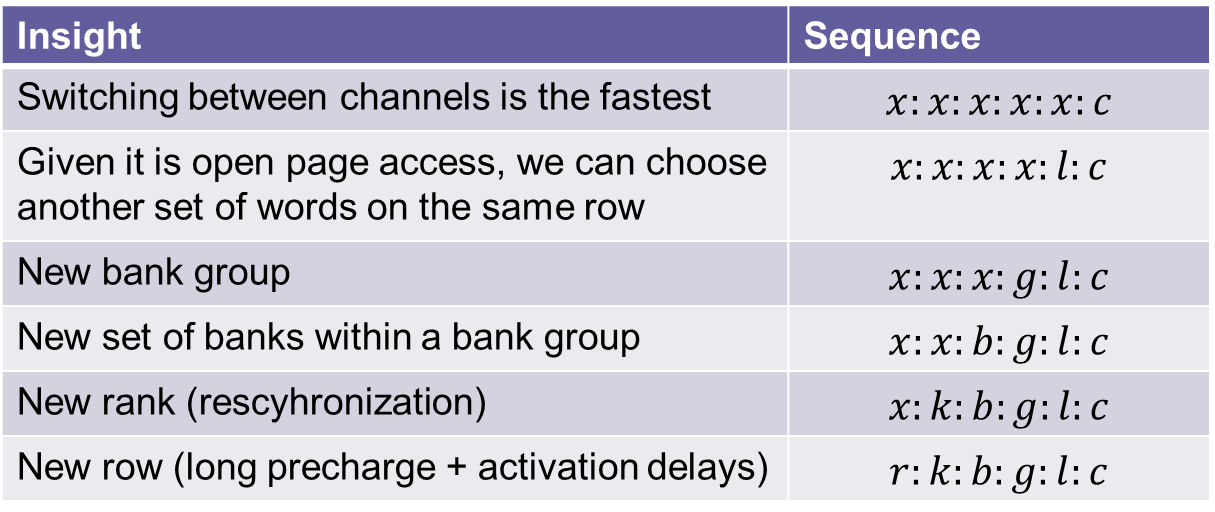 Insight Sequence
Switching between channels is the fastest x: x: x: x: x: c
Given it is open page access, we can choose x: x: x: x: l: c
another set of words on the same row
New bank group x: x: x: g: l: c
New set of banks within a bank group x: x: b: g: l: c
New rank (rescyhronization) x: k: b: g: l: c
New row (long precharge + activation delays) r: k: b: g: l: c